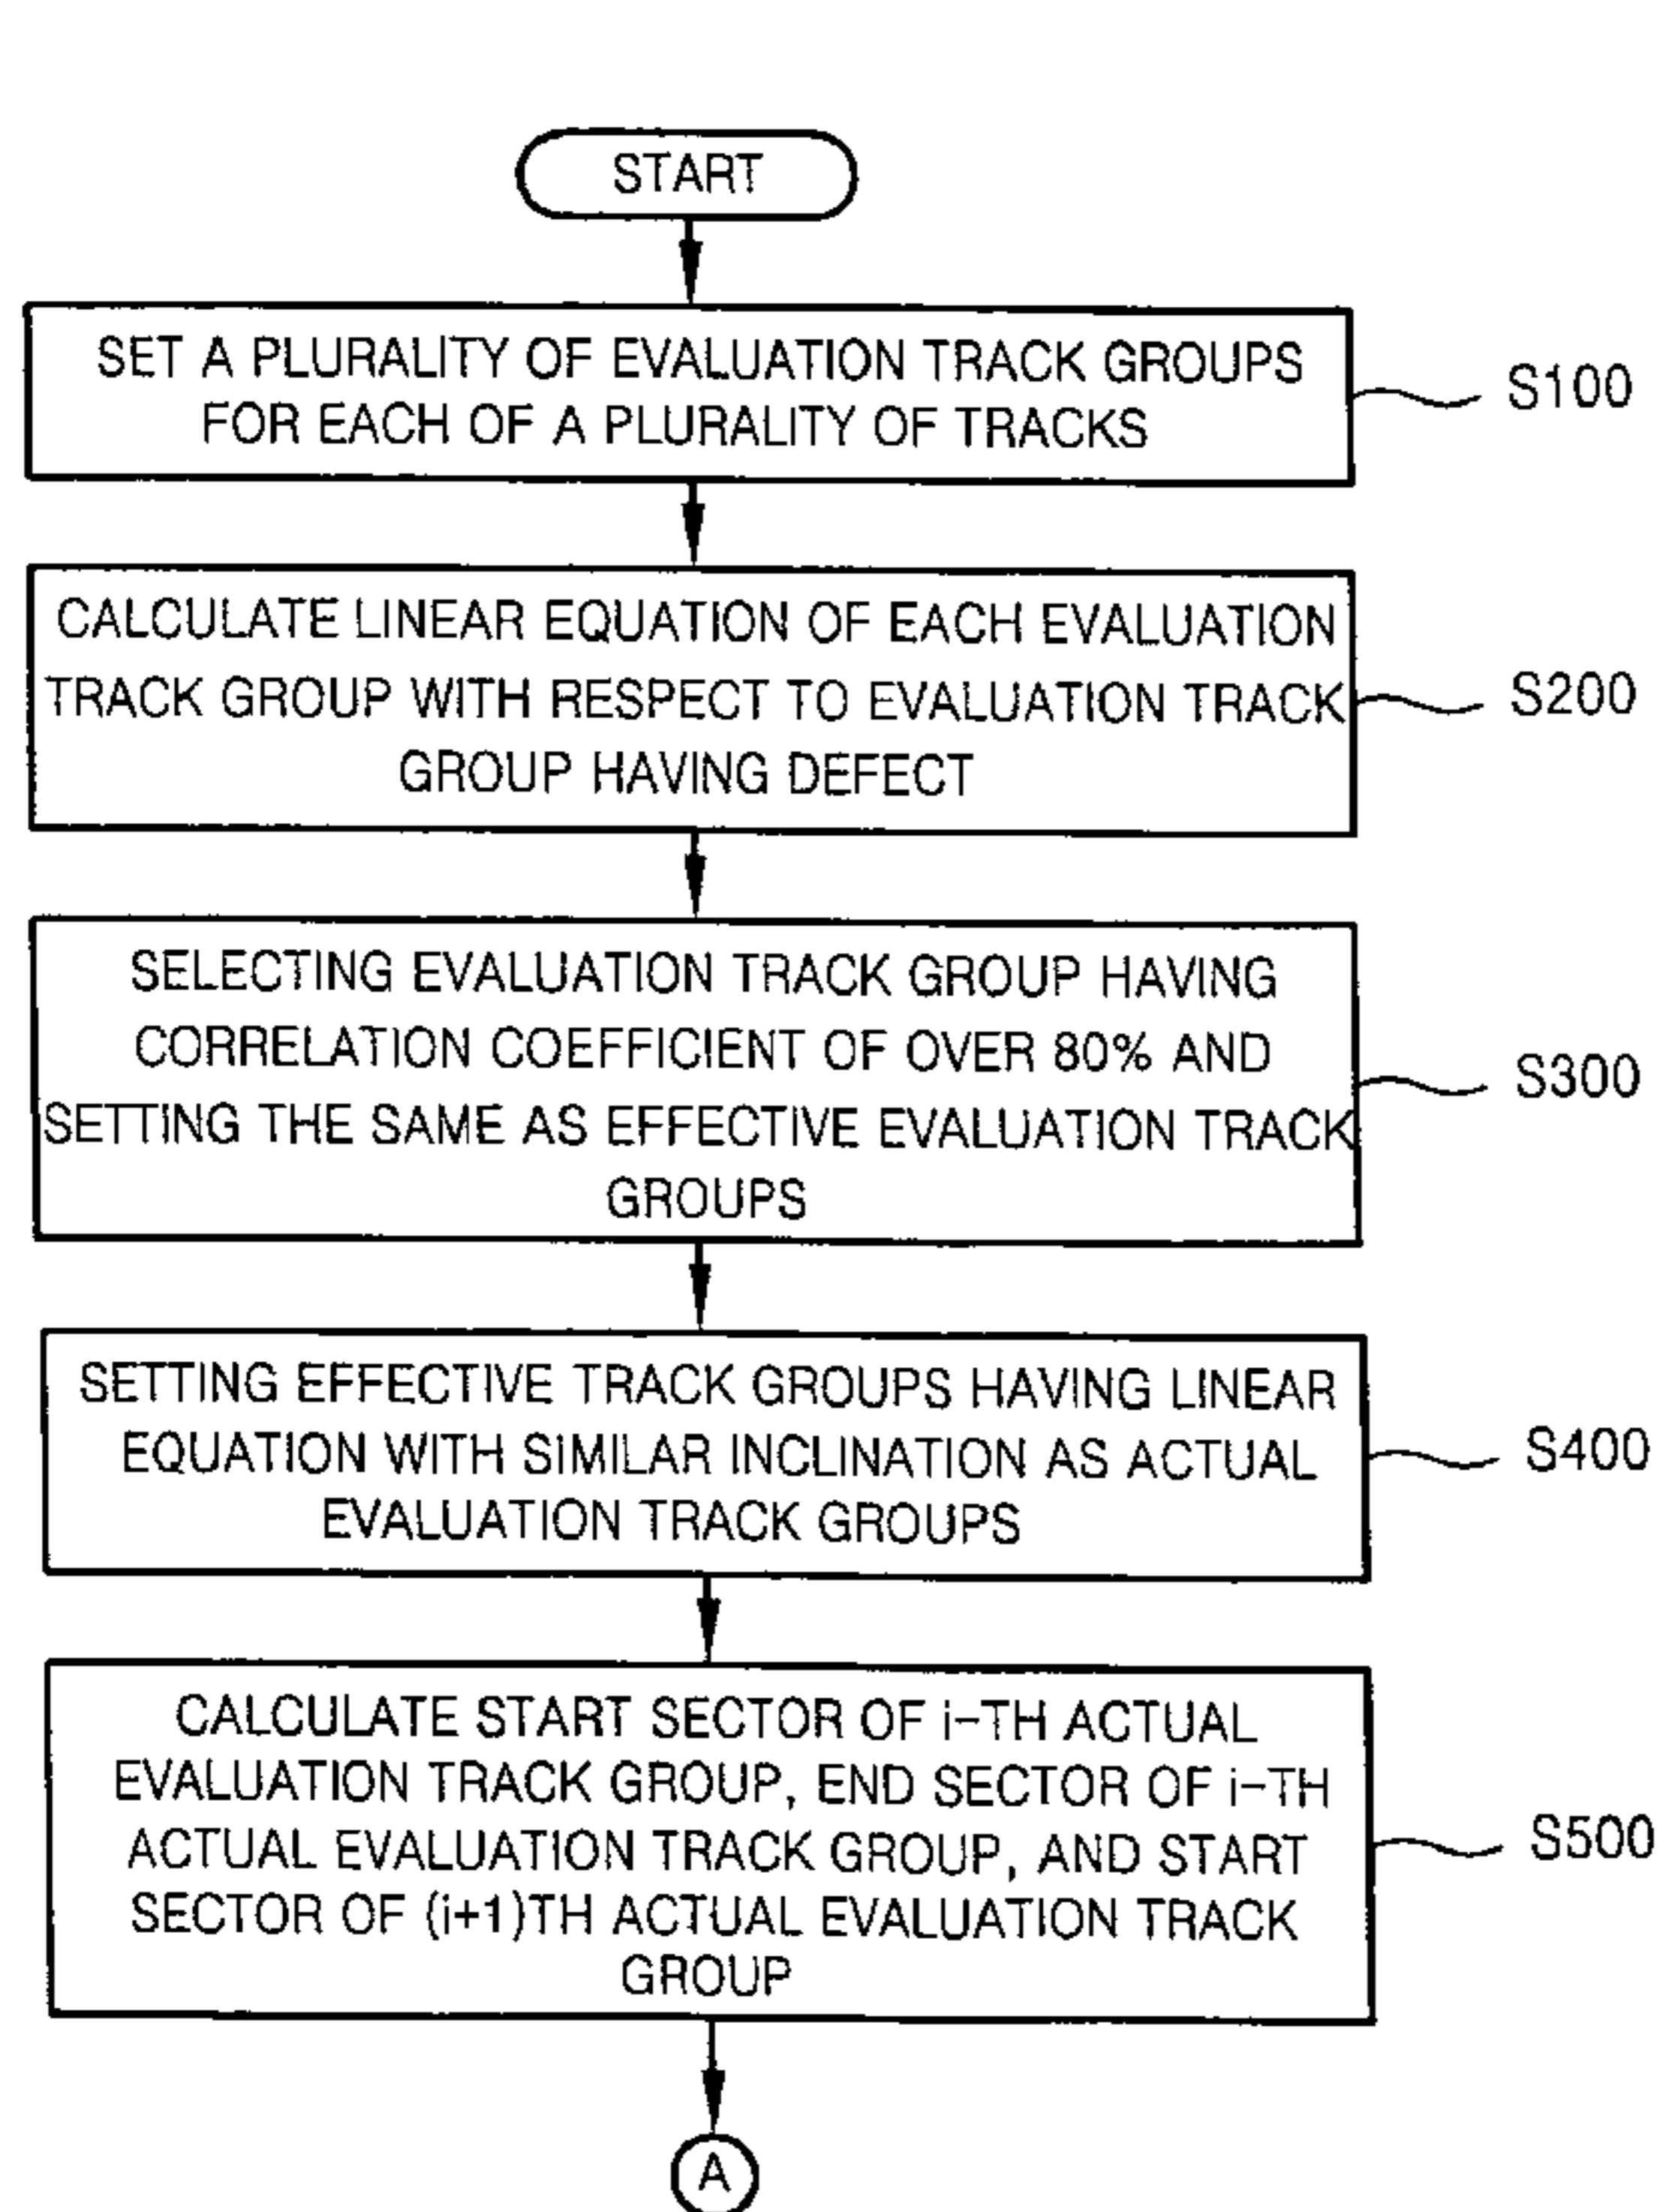 START
SET A PLURALITY OF EVALUATION TRACK GROUPS
FOR EACH OF A PLURALITY OF TRACKS
S100
CALCULATE LINEAR EQUATION OF EACH EVALUATION
TRACK GROUP WITH RESPECT TO EVALUATION TRACK
GROUP HAVING DEFECT
S200
SELECTING EVALUATION TRACK GROUP HAVING
CORRELATION COEFFICIENT OF OVER 80% AND
SETTING THE SAME AS EFFECTIVE EVALUATION TRACK
GROUPS
S300
SETTING EFFECTIVE TRACK GROUPS HAVING LINEAR
EQUATION WITH SIMILAR INCLINATION AS ACTUAL
EVALUATION TRACK GROUPS
S400
CALCULATE START SECTOR OF i-TH ACTUAL
EVALUATION TRACK GROUP, END SECTOR OF i-TH
ACTUAL EVALUATION TRACK GROUP, AND START
SECTOR OF (i+1)TH ACTUAL EVALUATION TRACK
GROUP
S500
A